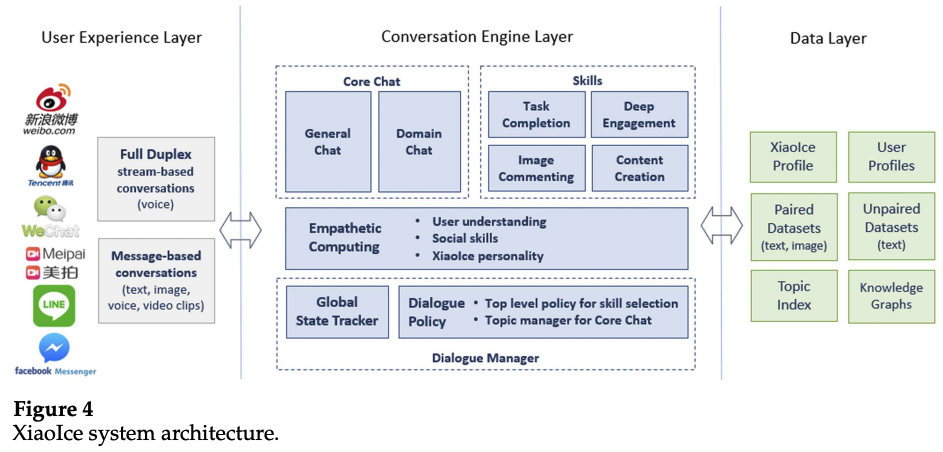 User Experience Layer
Conversation Engine Layer
Data Layer
新浪微博
weibo.com
Tencent 腾讯
WeChat
Meipai
美拍
LINE
facebook Messenger
Full Duplex
stream-based
conversations
(voice)
Message-based
conversations
(text, image,
voice, video clips)
Core Chat
General
Chat
Domain
Chat
Skills
Task
Completion
Deep
Engagement
Image
Commenting
Content
Creation
Empathetic
Computing
• User understanding
• Social skills
• XiaoIce personality
Global
State Tracker
Dialogue
Policy
• Top level policy for skill selection
• Topic manager for Core Chat
Dialogue Manager
XiaoIce
Profile
User
Profiles
Paired
Datasets
(text, image)
Unpaired
Datasets
(text)
Topic
Index
Knowledge
Graphs
Figure 4
XiaoIce system architecture.